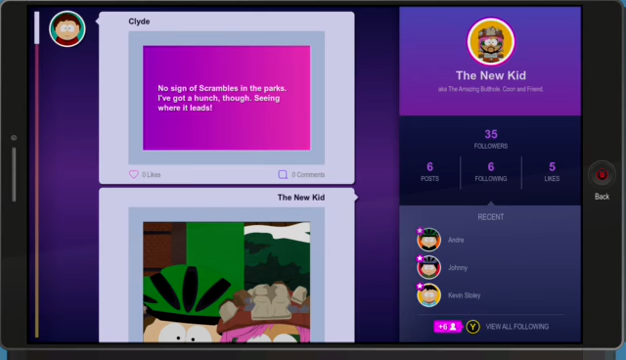 Clyde
No sign of Scrambles in the parks.
I've got a hunch, though. Seeing
where it leads!
0 Likes
0 Comments
The New Kid
The New Kid
aka The Amazing Butthole. Coon and Friend.
35
FOLLOWERS
6
POSTS
6
FOLLOWING
5
LIKES
RECENT
Andre
Johnny
Kevin Stoley
+6
Y
VIEW ALL FOLLOWING
Back